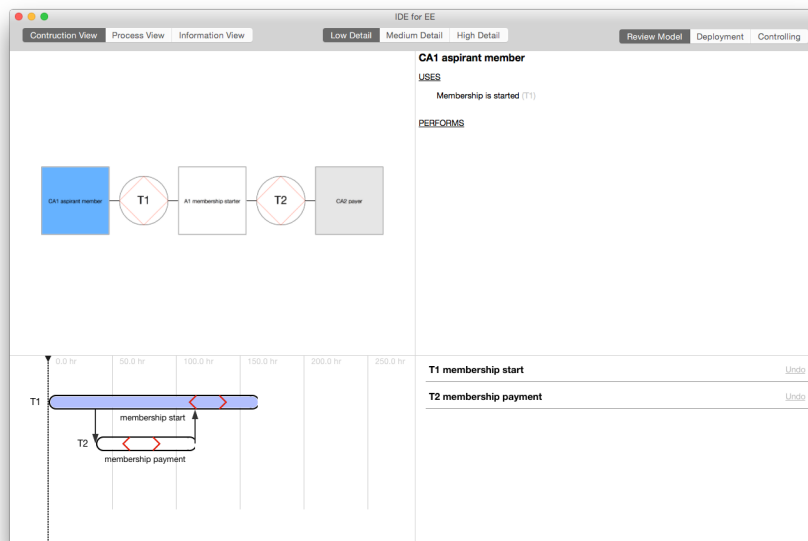 IDE for EE
Contruction View Process View Information View Low Detail Medium Detail High Detail Review Model Deployment Controlling
CA1 aspirant member
USES
Membership is started (T1)
PERFORMS
CA1 aspirant member T1 A1 membership starter T2 CA2 payer
0.0 hr 50.0 hr 100.0 hr 150.0 hr 200.0 hr 250.0 hr
T1
membership start
T2
membership payment
T1 membership start Undo
T2 membership payment Undo